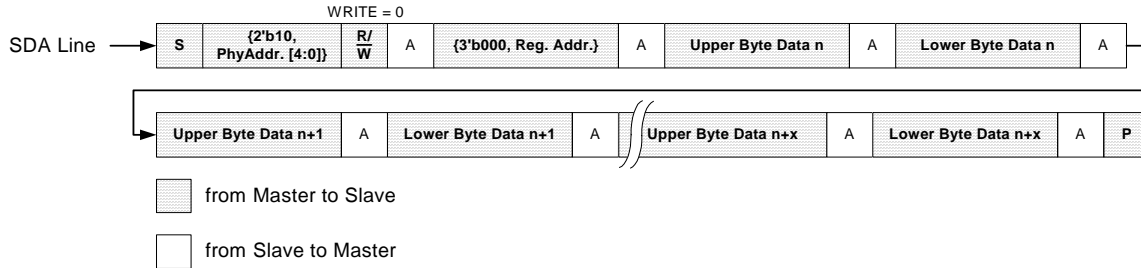 WRITE = 0
SDA Line
S
{2'b10,
PhyAddr. [4:0]}
R/
W
A
{3'b000, Reg. Addr.}
A
Upper Byte Data n
A
Lower Byte Data n
A
Upper Byte Data n+1
A
Lower Byte Data n+1
A
Upper Byte Data n+x
A
Lower Byte Data n+x
A
P
from Master to Slave
from Slave to Master